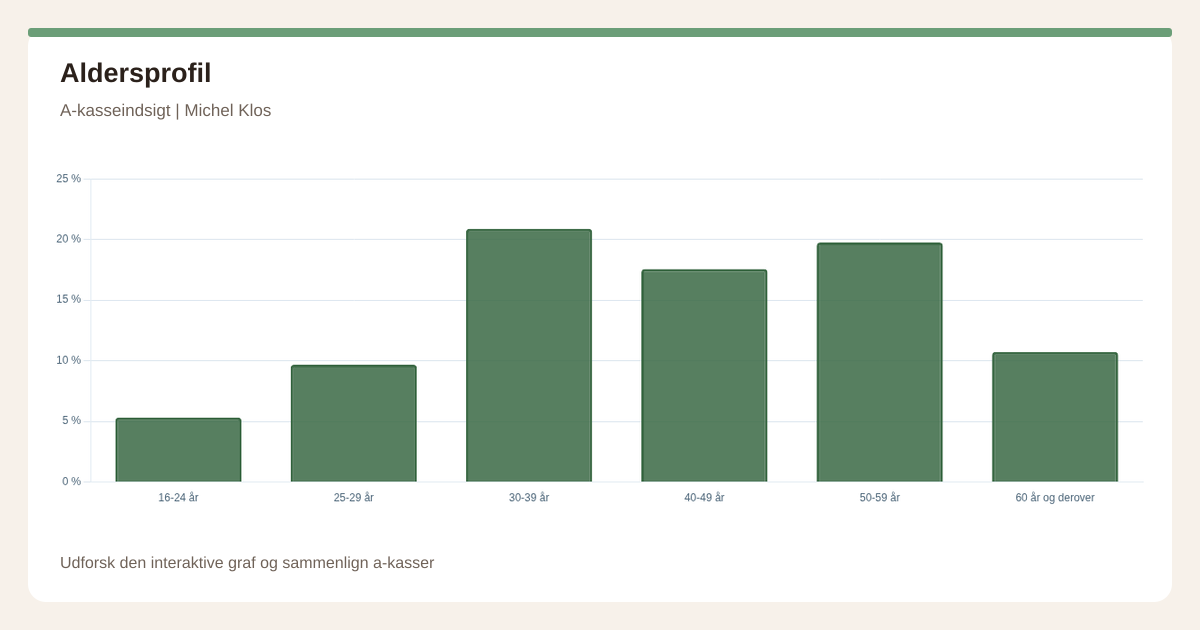 Aldersprofil
A-kasseindsigt | Michel Klos
25 %
20 %
15 %
10 %
5 %
0 %
16-24 år
25-29 år
30-39 år
40-49 år
50-59 år
60 år og derover
Udforsk den interaktive graf og sammenlign a-kasser